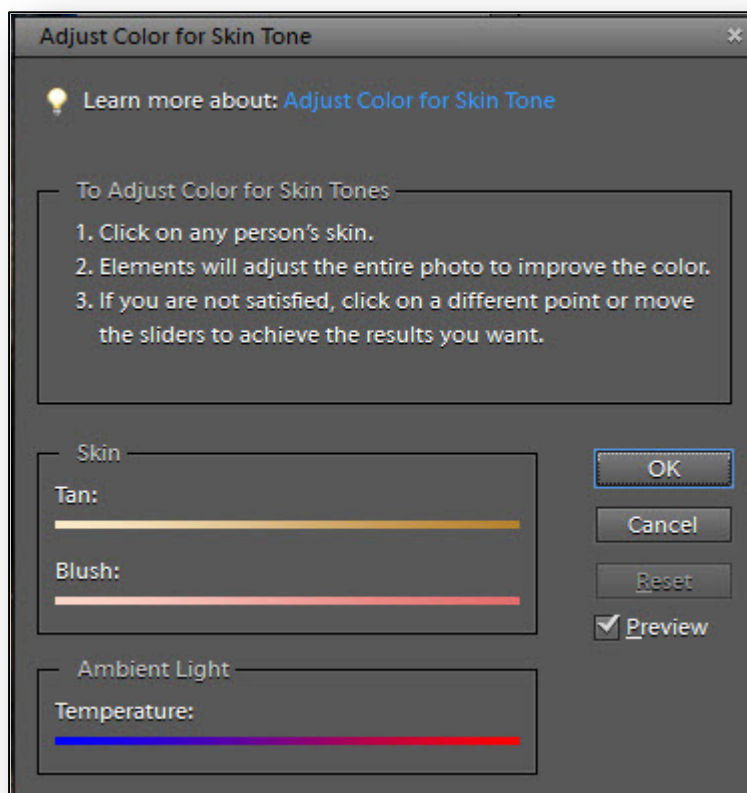 Adjust Color for Skin Tone
Learn more about: Adjust Color for Skin Tone
To Adjust Color for Skin Tones
1. Click on any person's skin.
2. Elements will adjust the entire photo to improve the color.
3. If you are not satisfied, click on a different point or move
the sliders to achieve the results you want.
Skin
Tan:
Blush:
OK
Cancel
Reset
Preview
Ambient Light
Temperature: